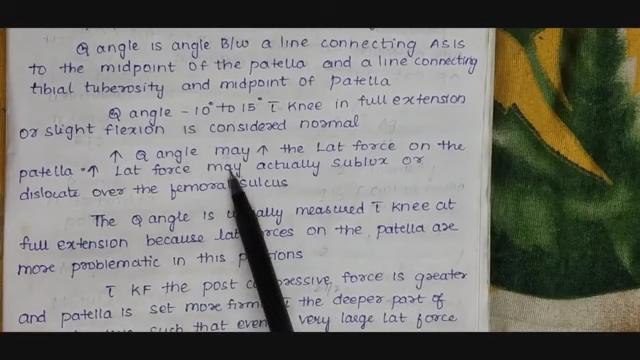 Q angle is angle B/w a line connecting ASIS
to the midpoint of the patella and a line connecting
tibial tuberosity and midpoint of patella
Q angle - 10° to 15° c̅ knee in full extension
or slight flexion is considered normal
↑ Q angle may ↑ the Lat force on the
patella • ↑ Lat force may actually sublux or
dislocate over the femoral sulcus
The Q angle is usually measured c̅ knee at
full extension because lat forces on the patella are
more problematic in this
c̅ KF the post compressive force is greater
and patella is set more the deeper part of
such that even very large lat force